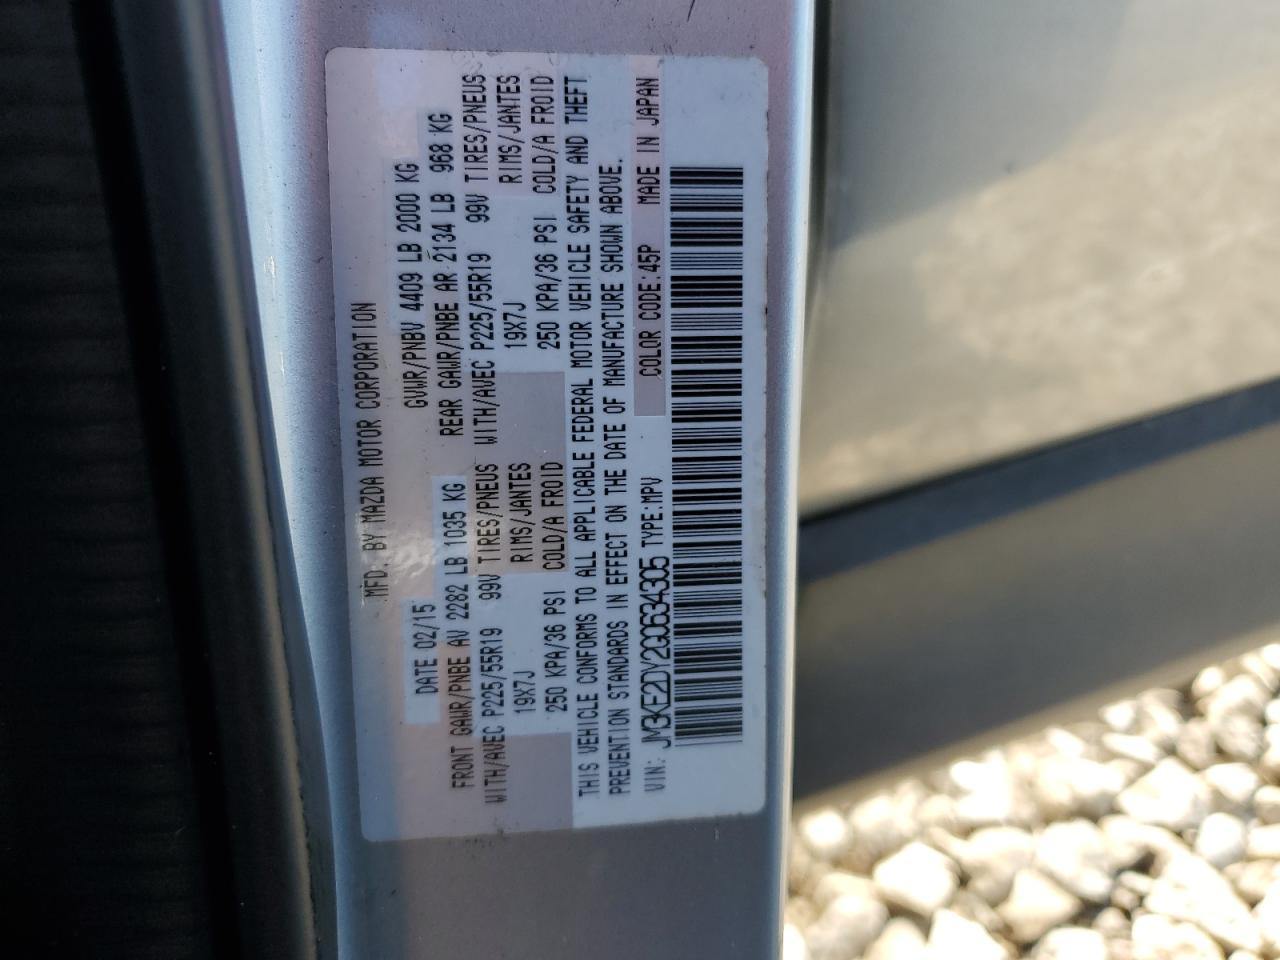 MFD. BY MAZDA MOTOR CORPORATION
DATE 02/15 GVWR/PNBV 4409 LB 2000 KG
FRONT GAWR/PNBE AV 2282 LB 1035 KG REAR GAWR/PNBE AR 2134 LB 968 KG
WITH/AVEC P225/55R19 99V TIRES/PNEUS WITH/AVEC P225/55R19 99V TIRES/PNEUS
19X7J RIMS/JANTES 19X7J RIMS/JANTES
250 KPA/36 PSI COLD/A FROID 250 KPA/36 PSI COLD/A FROID
THIS VEHICLE CONFORMS TO ALL APPLICABLE FEDERAL MOTOR VEHICLE SAFETY AND THEFT
PREVENTION STANDARDS IN EFFECT ON THE DATE OF MANUFACTURE SHOWN ABOVE.
VIN: JM3KE2DY2G0634305 TYPE:MPV COLOR CODE:45P MADE IN JAPAN